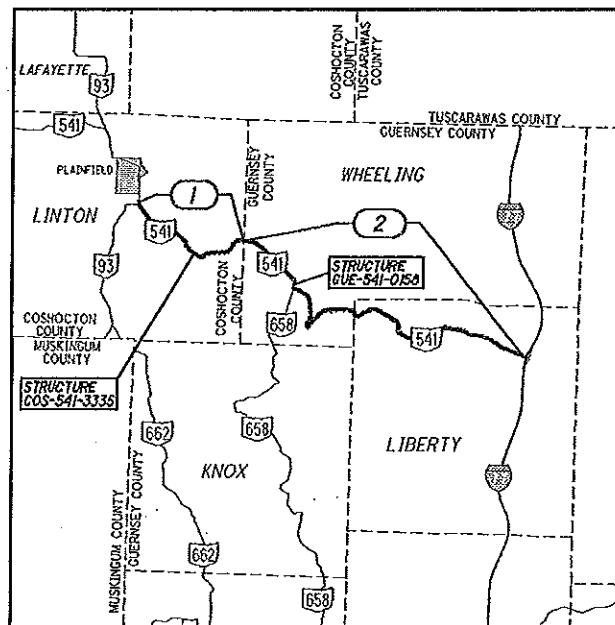 LAFAYETTE
93
541
COSHOCTON
COUNTY
TUSCARAWAS
COUNTY
TUSCARAWAS COUNTY
GUERNSEY COUNTY
PLAINFIELD
GUERNSEY
COUNTY
WHEELING
1
2
LINTON
541
541
93
STRUCTURE
GUE-541-0158
COSHOCTON
COUNTY
658
541
COSHOCTON COUNTY
MUSKINGUM
COUNTY
STRUCTURE
COS-541-3335
662
658
KNOX
LIBERTY
MUSKINGUM COUNTY
GUERNSEY COUNTY
662
658